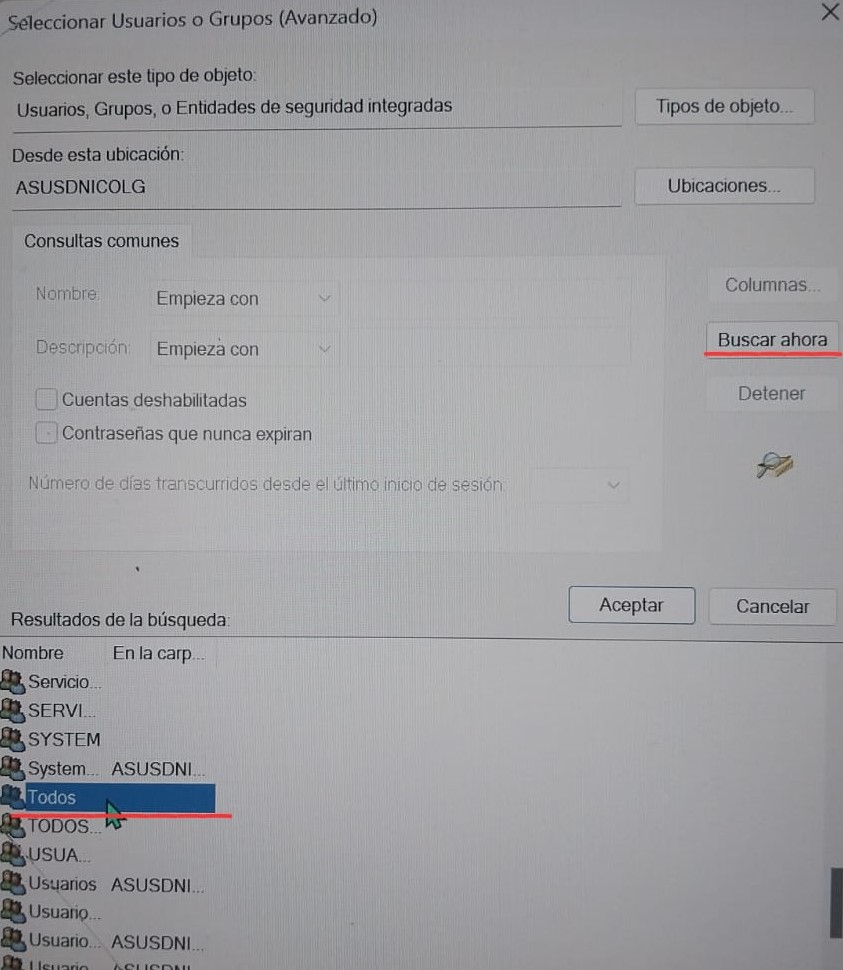 Seleccionar Usuarios o Grupos (Avanzado)
Seleccionar este tipo de objeto:
Usuarios, Grupos, o Entidades de seguridad integradas
Tipos de objeto...
Desde esta ubicación:
ASUSDNICOLG
Ubicaciones...
Consultas comunes
Nombre:
Empieza con
Columnas...
Descripción:
Empieza con
Buscar ahora
Cuentas deshabilitadas
Detener
Contraseñas que nunca expiran
Número de días transcurridos desde el último inicio de sesión:
Aceptar
Cancelar
Resultados de la búsqueda:
Nombre
En la carp...
Servicio...
SERVI...
SYSTEM
System... ASUSDNI...
Todos
TODOS...
USUA...
Usuarios ASUSDNI...
Usuario...
Usuario... ASUSDNI...
Usuario... ASUSDNI...